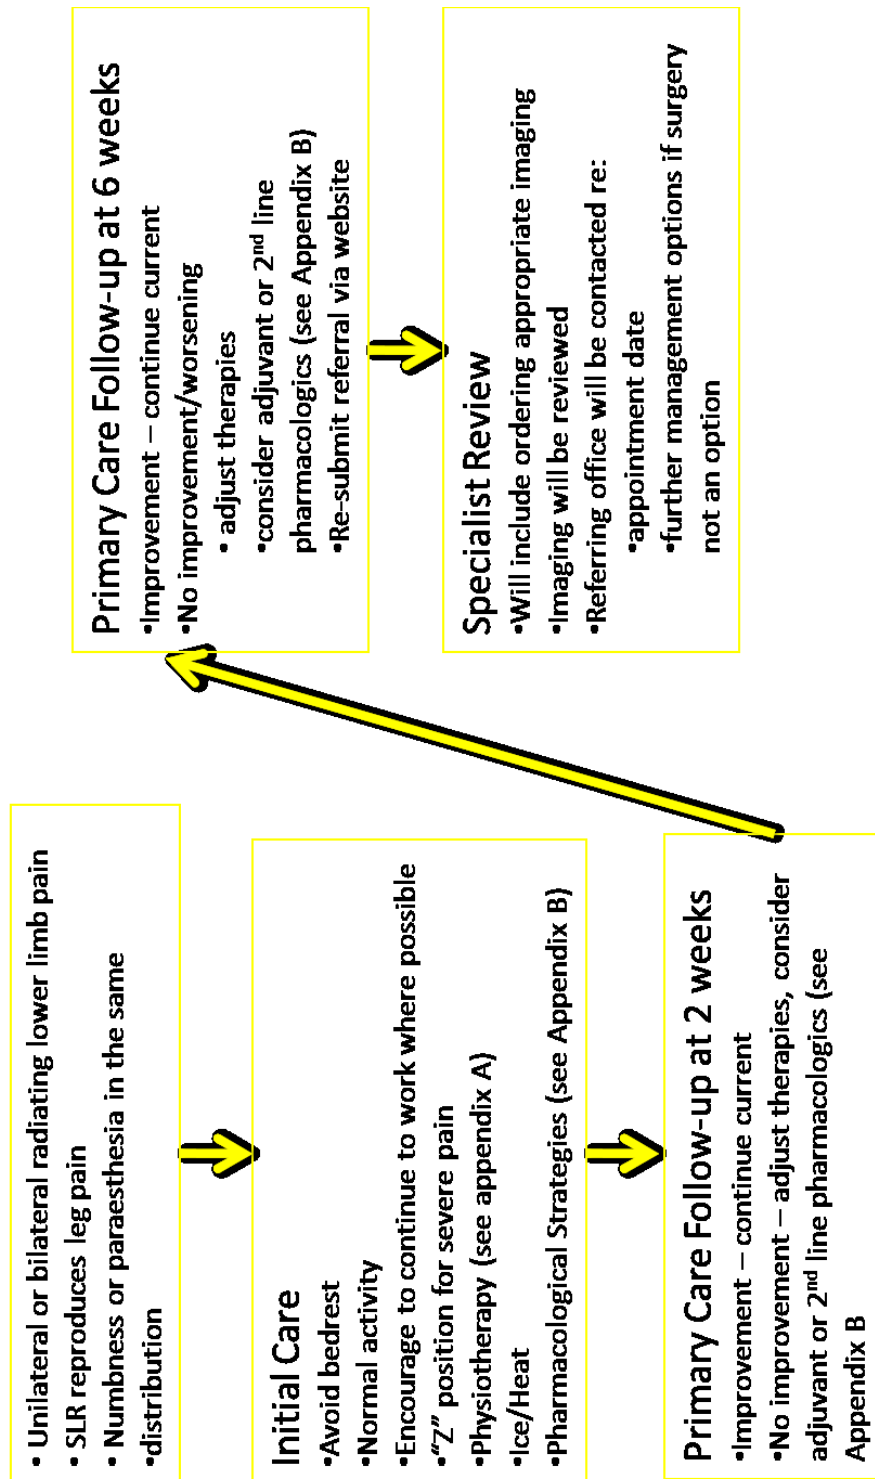 • Unilateral or bilateral radiating lower limb pain
• SLR reproduces leg pain
• Numbness or paraesthesia in the same
•distribution
Initial Care
•Avoid bedrest
•Normal activity
•Encourage to continue to work where possible
•"Z" position for severe pain
•Physiotherapy (see appendix A)
•Ice/Heat
•Pharmacological Strategies (see Appendix B)
Primary Care Follow-up at 2 weeks
•Improvement – continue current
•No improvement – adjust therapies, consider
adjuvant or 2nd line pharmacologics (see
Appendix B
Primary Care Follow-up at 6 weeks
•Improvement – continue current
•No improvement/worsening
• adjust therapies
•consider adjuvant or 2nd line
pharmacologics (see Appendix B)
•Re-submit referral via website
Specialist Review
•Will include ordering appropriate imaging
•Imaging will be reviewed
•Referring office will be contacted re:
•appointment date
•further management options if surgery
not an option